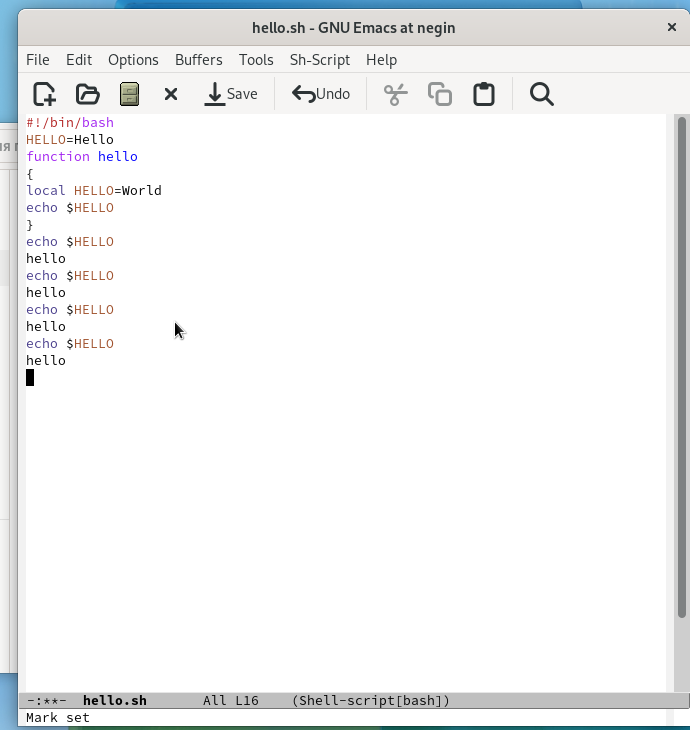 hello.sh - GNU Emacs at negin
File Edit Options Buffers Tools Sh-Script Help
Save Undo
#!/bin/bash
HELLO=Hello
function hello
{
local HELLO=World
echo $HELLO
}
echo $HELLO
hello
echo $HELLO
hello
echo $HELLO
hello
echo $HELLO
hello
-:**- hello.sh All L16 (Shell-script[bash])
Mark set